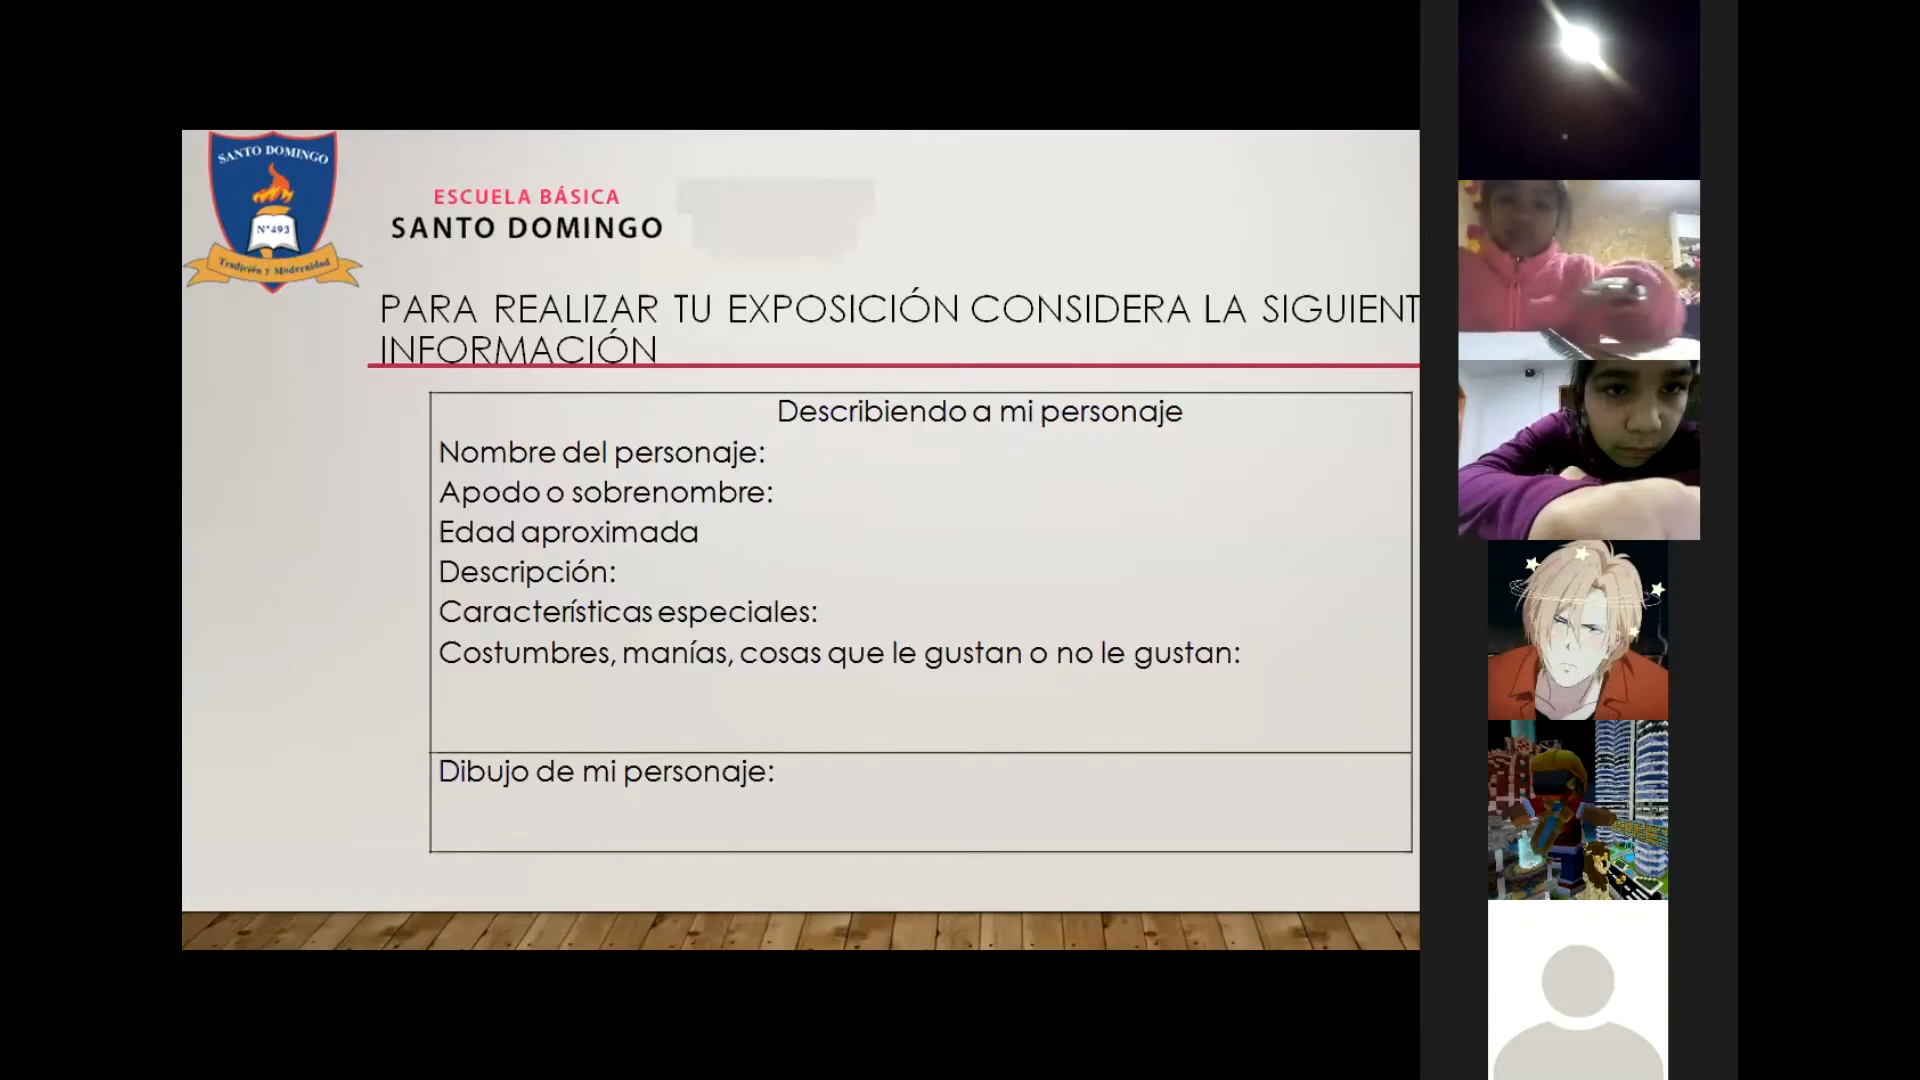 SANTO DOMINGO
N°493
Tradición y Modernidad
ESCUELA BÁSICA
SANTO DOMINGO
PARA REALIZAR TU EXPOSICIÓN CONSIDERA LA SIGUIENT
INFORMACIÓN
Describiendo a mi personaje
Nombre del personaje:
Apodo o sobrenombre:
Edad aproximada
Descripción:
Características especiales:
Costumbres, manías, cosas que le gustan o no le gustan:
Dibujo de mi personaje: